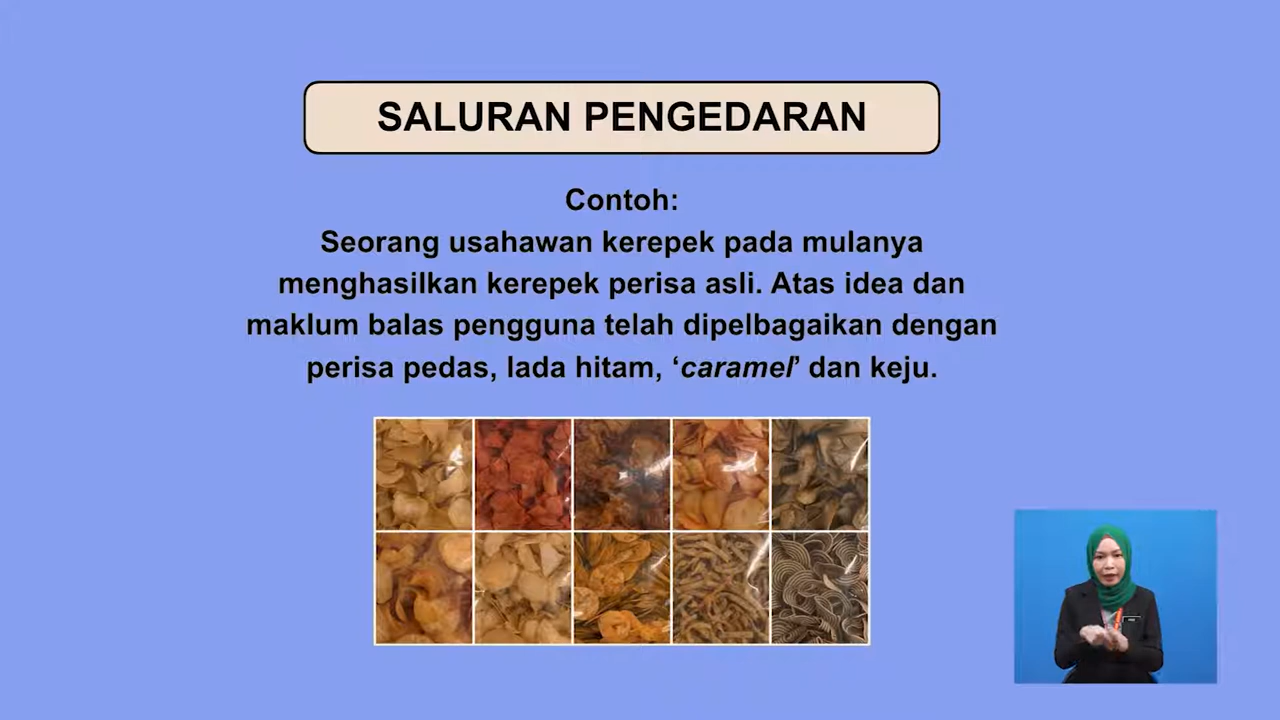 SALURAN PENGEDARAN
Contoh:
Seorang usahawan kerepek pada mulanya
menghasilkan kerepek perisa asli. Atas idea dan
maklum balas pengguna telah dipelbagaikan dengan
perisa pedas, lada hitam, ‘caramel’ dan keju.